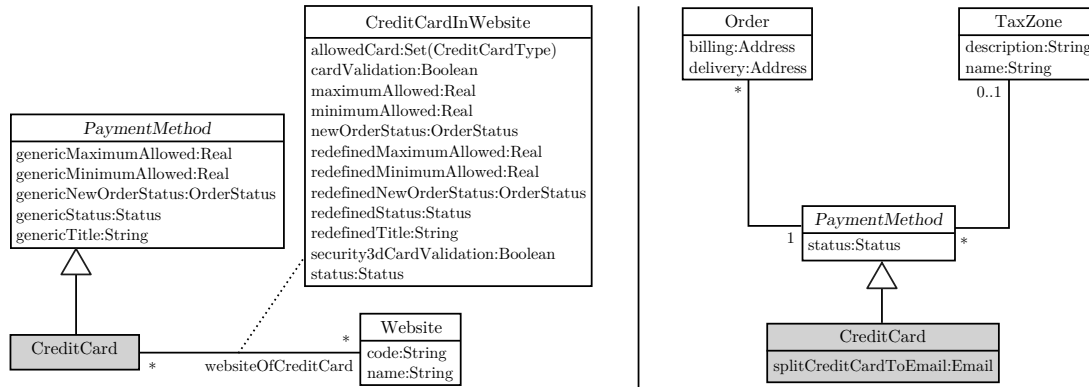 CreditCardInWebsite
allowedCard:Set(CreditCardType)
cardValidation:Boolean
maximumAllowed:Real
minimumAllowed:Real
newOrderStatus:OrderStatus
redefinedMaximumAllowed:Real
redefinedMinimumAllowed:Real
redefinedNewOrderStatus:OrderStatus
redefinedStatus:Status
redefinedTitle:String
security3dCardValidation:Boolean
status:Status
PaymentMethod
genericMaximumAllowed:Real
genericMinimumAllowed:Real
genericNewOrderStatus:OrderStatus
genericStatus:Status
genericTitle:String
CreditCard
*
websiteOfCreditCard
*
Website
code:String
name:String
Order
billing:Address
delivery:Address
*
TaxZone
description:String
name:String
0..1
PaymentMethod
status:Status
1
*
CreditCard
splitCreditCardToEmail:Email